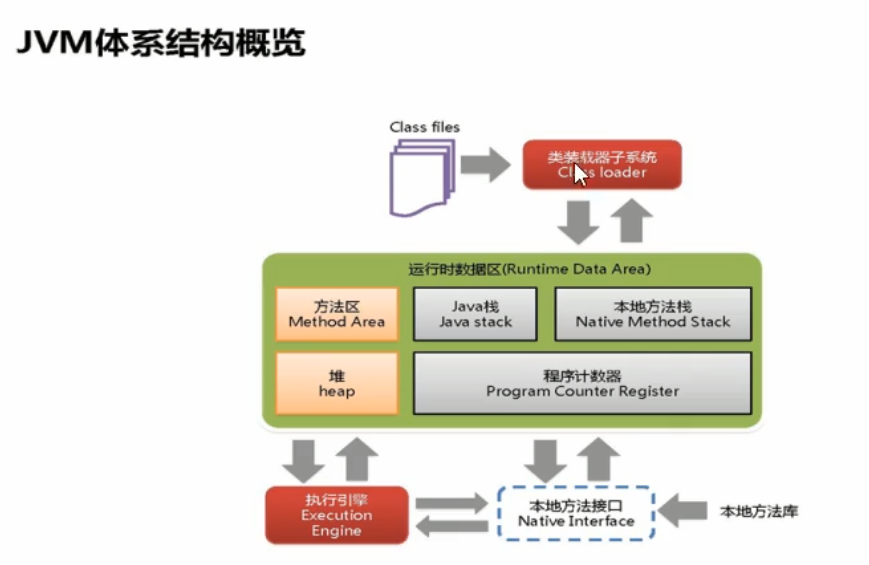 JVM体系结构概览
Class files
类装载器子系统
Class loader
运行时数据区(Runtime Data Area)
方法区
Method Area
Java栈
Java stack
本地方法栈
Native Method Stack
堆
heap
程序计数器
Program Counter Register
执行引擎
Execution
Engine
本地方法接口
Native Interface
本地方法库